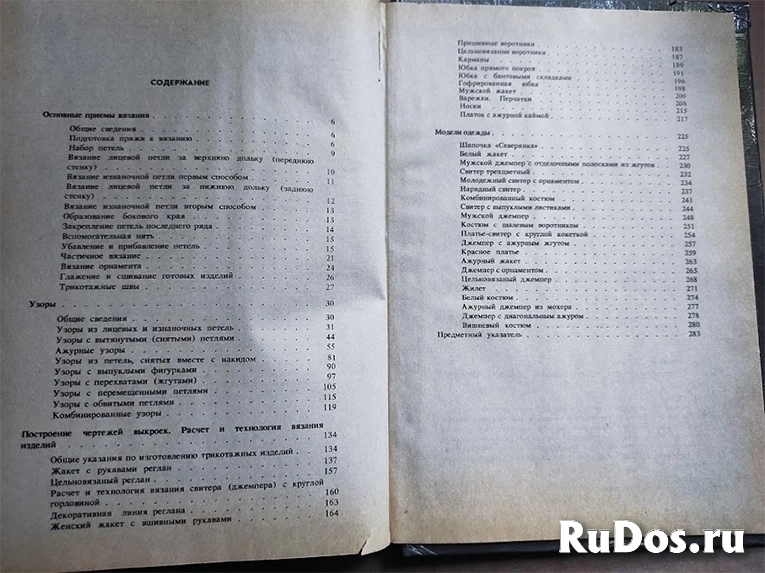 СОДЕРЖАНИЕ
Основные приемы вязания . 6
Общие сведения . . . 6
Подготовка пряжи к вязанию . . . 6
Набор петель . . . 9
Вязание лицевой петли за верхнюю дольку (переднюю
стенку) . . . 10
Вязание изнаночной петли первым способом . . . 11
Вязание лицевой петли за нижнюю дольку (заднюю
стенку) . . . 12
Вязание изнаночной петли вторым способом . . . 13
Образование бокового края . . . 13
Закрепление петель последнего ряда . . . 14
Вспомогательная нить . . . 15
Убавление и прибавление петель . . . 15
Частичное вязание . . . 21
Вязание орнамента . . . 24
Глажение и сшивание готовых изделий . . . 26
Трикотажные швы . . . 27
Узоры . . . 30
Общие сведения . . . 30
Узоры из лицевых и изнаночных петель . . . 31
Узоры с вытянутыми (снятыми) петлями . . . 44
Ажурные узоры . . . 55
Узоры из петель, снятых вместе с накидом . . . 81
Узоры с выпуклыми фигурками . . . 90
Узоры с перехватами (жгутами) . . . 97
Узоры с перемещенными петлями . . . 105
Узоры с обвитыми петлями . . . 115
Комбинированные узоры . . . 119
Построение чертежей выкроек. Расчет и технология вязания
изделий . . . 134
Общие указания по изготовлению трикотажных изделий . 134
Жакет с рукавами реглан . . . 137
Цельновязаный реглан . . . 157
Расчет и технология вязания свитера (джемпера) с круглой
горловиной . . . 160
Декоративная линия реглана . . . 163
Женский жакет с вшивными рукавами . . . 164
Пришивные воротники . . . 183
Цельновязаные воротники . . . 187
Карманы . . . 189
Юбка прямого покроя . . . 191
Юбка с бантовыми складками . . . 196
Гофрированная юбка . . . 198
Мужской жакет . . . 200
Варежки. Перчатки . . . 208
Носки . . . 215
Платок с ажурной каймой . . . 217
Модели одежды . . . 225
Шапочка «Северянка» . . . 225
Белый жакет . . . 227
Мужской джемпер с отделочными полосками из жгутов . 230
Свитер трехцветный . . . 232
Молодежный свитер с орнаментом . . . 234
Нарядный свитер . . . 237
Комбинированный костюм . . . 241
Свитер с выпуклыми листиками . . . 244
Мужской джемпер . . . 248
Костюм с шалевым воротником . . . 251
Платье-свитер с круглой кокеткой . . . 254
Джемпер с ажурным жгутом . . . 257
Красное платье . . . 259
Ажурный жакет . . . 263
Джемпер с орнаментом . . . 265
Цельновязаный джемпер . . . 268
Жилет . . . 271
Белый костюм . . . 274
Ажурный джемпер из мохера . . . 277
Джемпер с диагональным ажуром . . . 278
Вишневый костюм . . . 280
Предметный указатель . . . 283
RuDos.ru